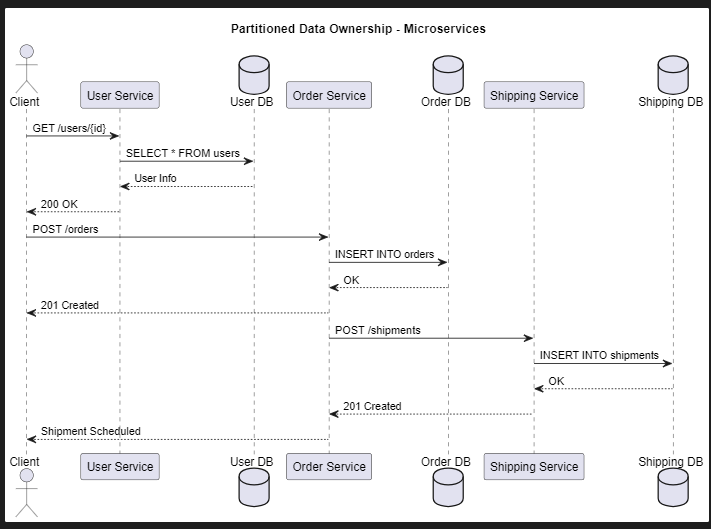 Partitioned Data Ownership - Microservices
Client
User Service
User DB
Order Service
Order DB
Shipping Service
Shipping DB
GET /users/{id}
SELECT * FROM users
User Info
200 OK
POST /orders
INSERT INTO orders
OK
201 Created
POST /shipments
INSERT INTO shipments
OK
201 Created
Shipment Scheduled
Client
User Service
User DB
Order Service
Order DB
Shipping Service
Shipping DB